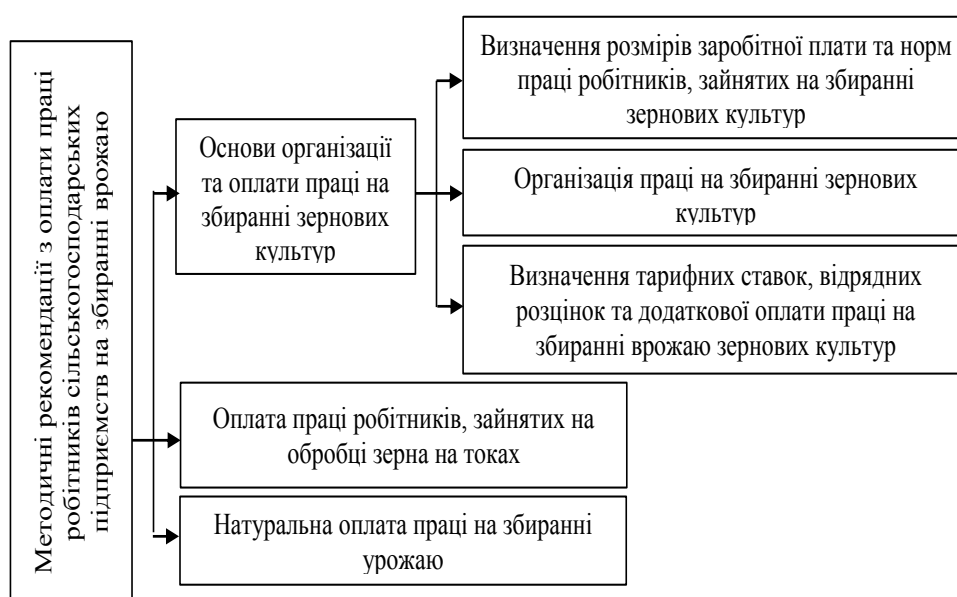 Методичні рекомендації з оплати праці
робітників сільськогосподарських
підприємств на збиранні врожаю
Основи організації
та оплати праці на
збиранні зернових
культур
Визначення розмірів заробітної плати та норм
праці робітників, зайнятих на збиранні
зернових культур
Організація праці на збиранні зернових
культур
Визначення тарифних ставок, відрядних
розцінок та додаткової оплати праці на
збиранні врожаю зернових культур
Оплата праці робітників, зайнятих на
обробці зерна на токах
Натуральна оплата праці на збиранні
урожаю